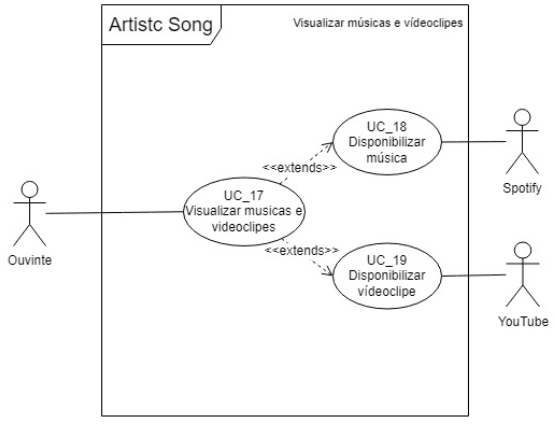 Artistc Song
Visualizar músicas e vídeoclipes
UC_18
Disponibilizar
música
<<extends>>
Spotify
UC_17
Visualizar musicas e
videoclipes
Ouvinte
<<extends>>
UC_19
Disponibilizar
vídeoclipe
YouTube